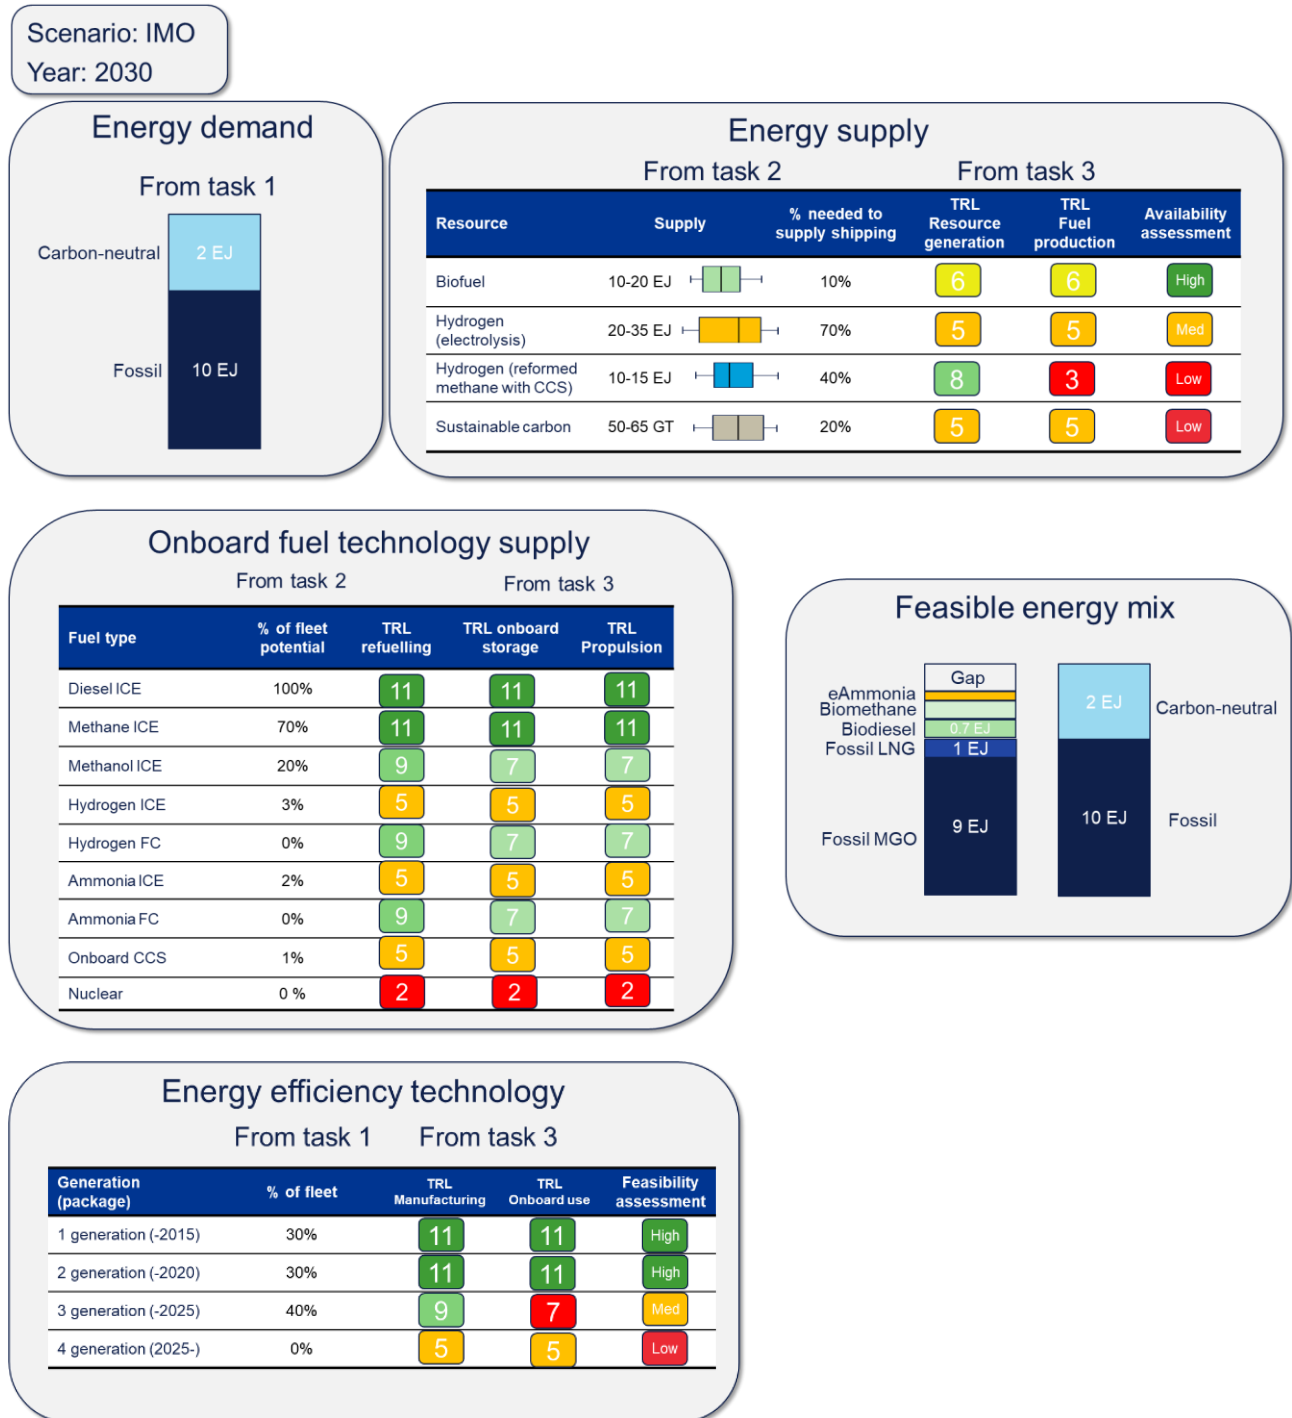 Scenario: IMO
Year: 2030
Energy demand
From task 1
Carbon-neutral
2 EJ
Fossil
10 EJ
Energy supply
From task 2
From task 3
Resource
Supply
% needed to
supply shipping
TRL
Resource
generation
TRL
Fuel
production
Availability
assessment
Biofuel
10-20 EJ
10%
6
6
High
Hydrogen
(electrolysis)
20-35 EJ
70%
5
5
Med
Hydrogen (reformed
methane with CCS)
10-15 EJ
40%
8
3
Low
Sustainable carbon
50-65 GT
20%
5
5
Low
Onboard fuel technology supply
From task 2
From task 3
Fuel type
% of fleet
potential
TRL
refuelling
TRL onboard
storage
TRL
Propulsion
Diesel ICE
100%
11
11
11
Methane ICE
70%
11
11
11
Methanol ICE
20%
9
7
7
Hydrogen ICE
3%
5
5
5
Hydrogen FC
0%
9
7
7
Ammonia ICE
2%
5
5
5
Ammonia FC
0%
9
7
7
Onboard CCS
1%
5
5
5
Nuclear
0 %
2
2
2
Feasible energy mix
Gap
eAmmonia
Biomethane
Biodiesel
0.7 EJ
Fossil LNG
1 EJ
Fossil MGO
9 EJ
2 EJ
Carbon-neutral
10 EJ
Fossil
Energy efficiency technology
From task 1
From task 3
Generation
(package)
% of fleet
TRL
Manufacturing
TRL
Onboard use
Feasibility
assessment
1 generation (-2015)
30%
11
11
High
2 generation (-2020)
30%
11
11
High
3 generation (-2025)
40%
9
7
Med
4 generation (2025-)
0%
5
5
Low